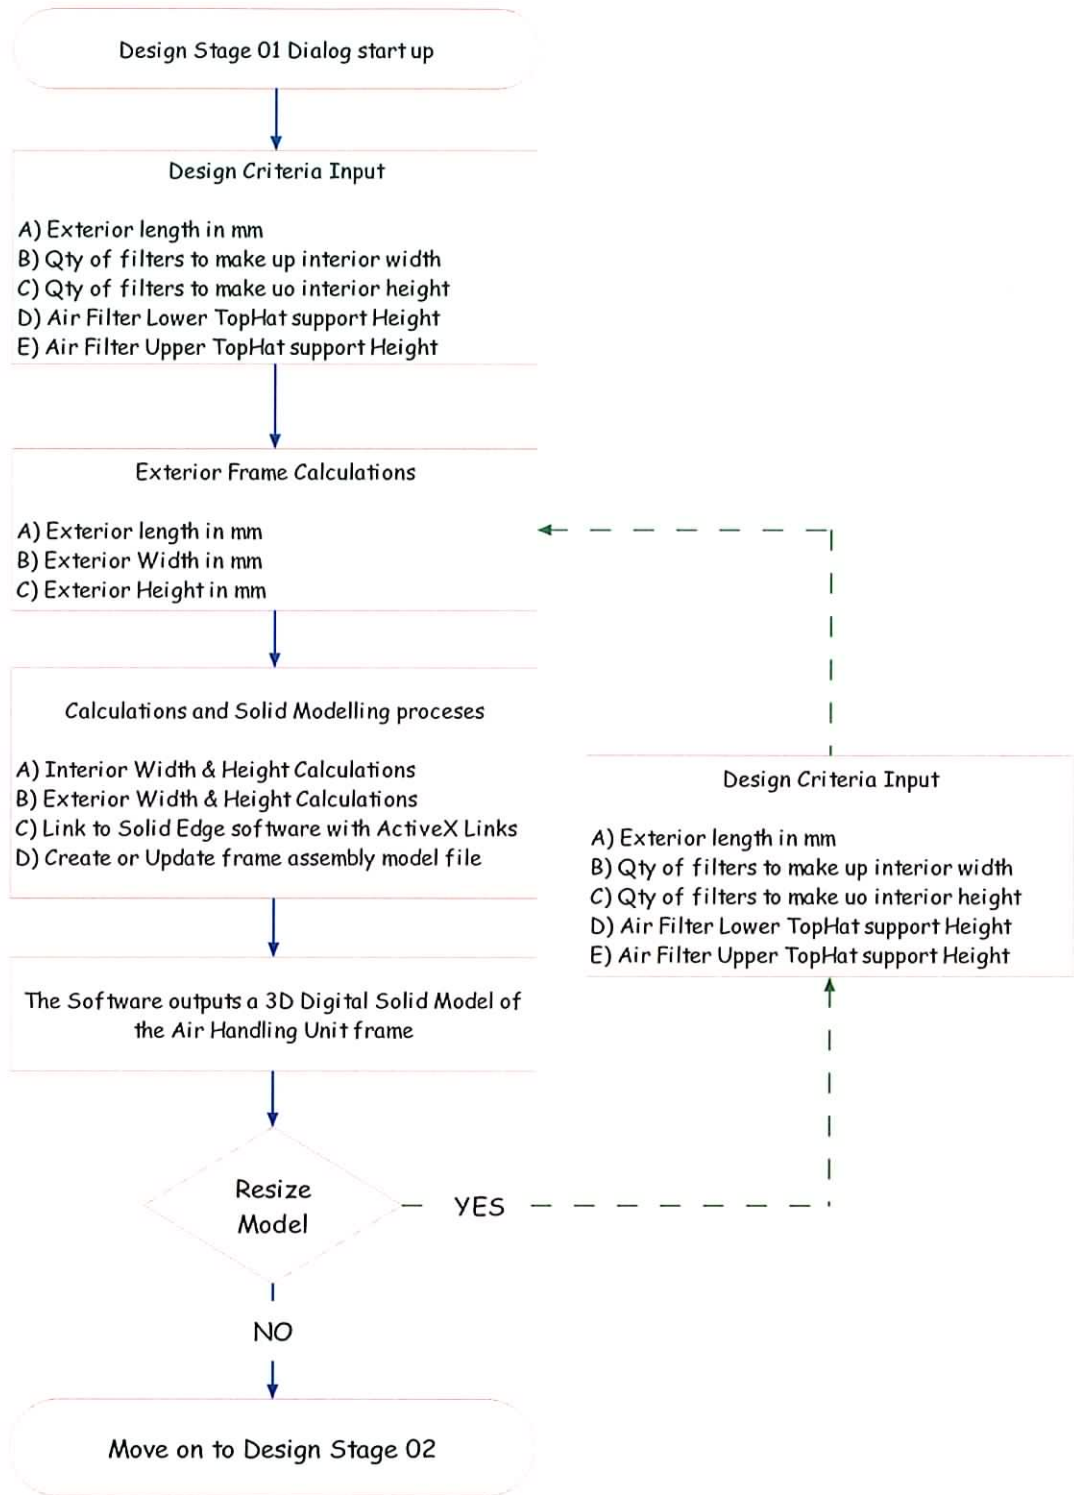 Design Stage 01 Dialog start up
Design Criteria Input
A) Exterior length in mm
B) Qty of filters to make up interior width
C) Qty of filters to make uo interior height
D) Air Filter Lower TopHat support Height
E) Air Filter Upper TopHat support Height
Exterior Frame Calculations
A) Exterior length in mm
B) Exterior Width in mm
C) Exterior Height in mm
Calculations and Solid Modelling proceses
A) Interior Width & Height Calculations
B) Exterior Width & Height Calculations
C) Link to Solid Edge software with ActiveX Links
D) Create or Update frame assembly model file
Design Criteria Input
A) Exterior length in mm
B) Qty of filters to make up interior width
C) Qty of filters to make uo interior height
D) Air Filter Lower TopHat support Height
E) Air Filter Upper TopHat support Height
The Software outputs a 3D Digital Solid Model of
the Air Handling Unit frame
Resize
Model
YES
NO
Move on to Design Stage 02